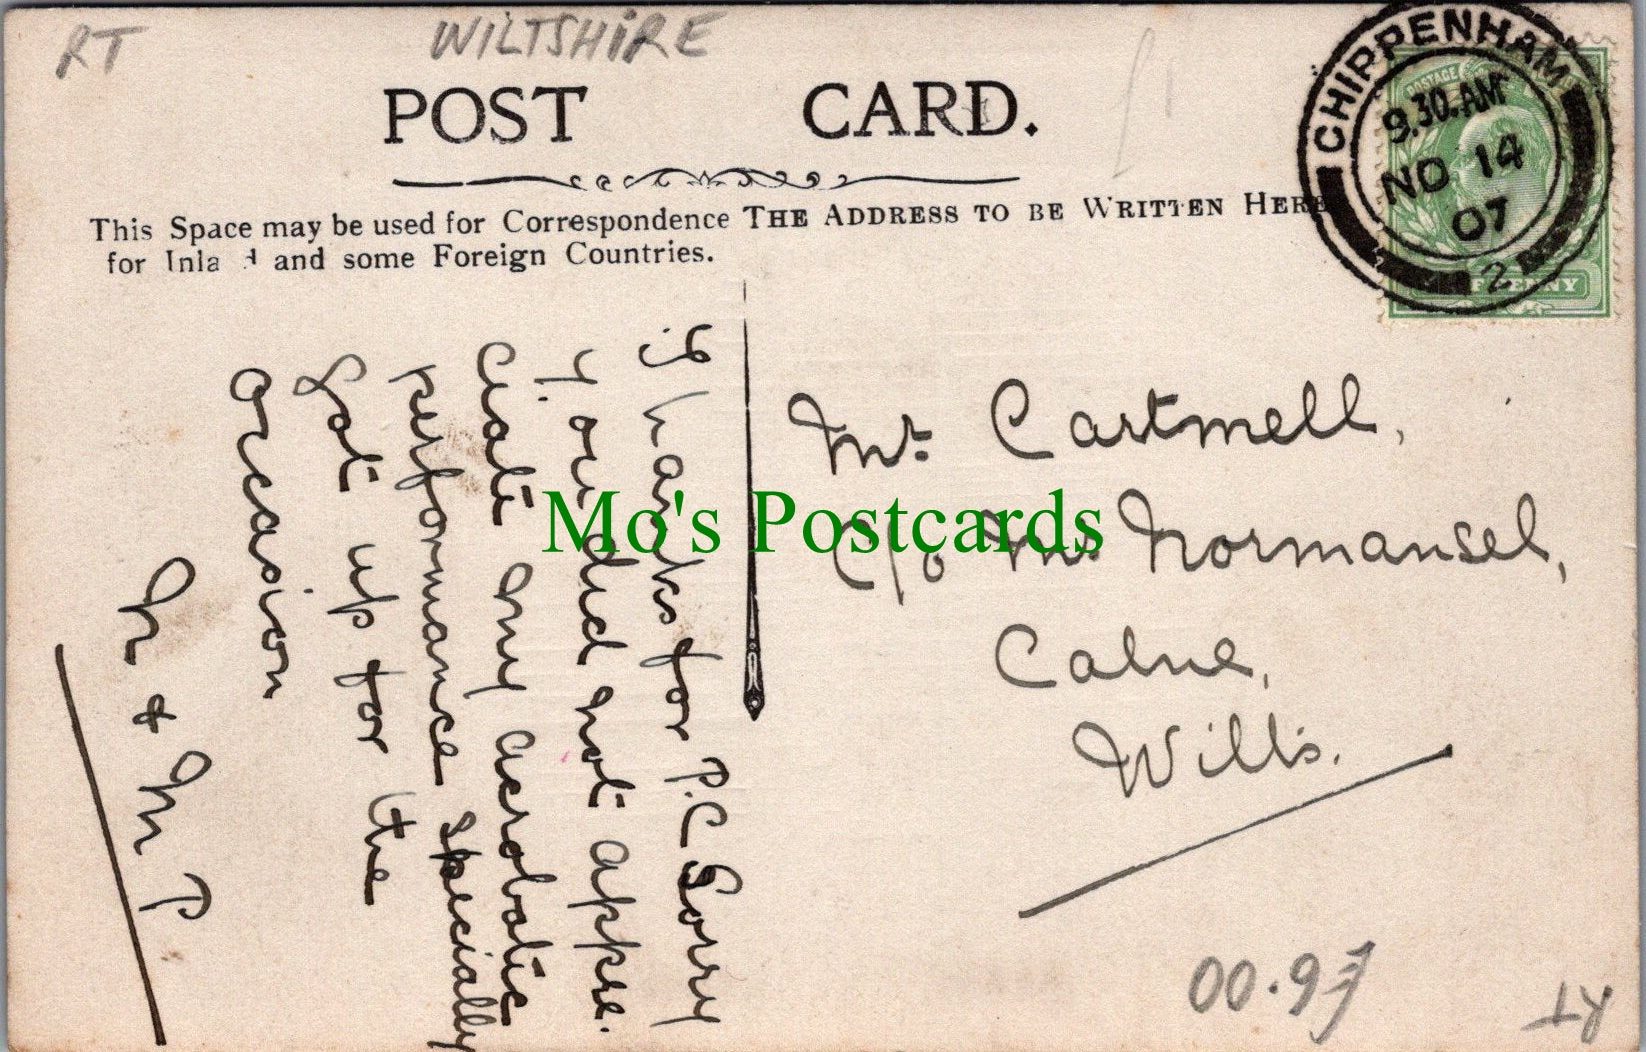 RT
WILTSHIRE
POST CARD.
This Space may be used for Correspondence
for Inla d and some Foreign Countries.
THE ADDRESS TO BE WRITTEN HERE
CHIPPENHAM
9.30.AM
NO 14
07
2
POSTAGE
Thanks for P.C Sorry
you did not appre.
ciate my acrobatic
performance specially
Got up for the
occasion
M P
Mr. Cartmell,
C/o Mr. Normansel,
Calne,
Wilts.
Mo's Postcards
£6.00
RT